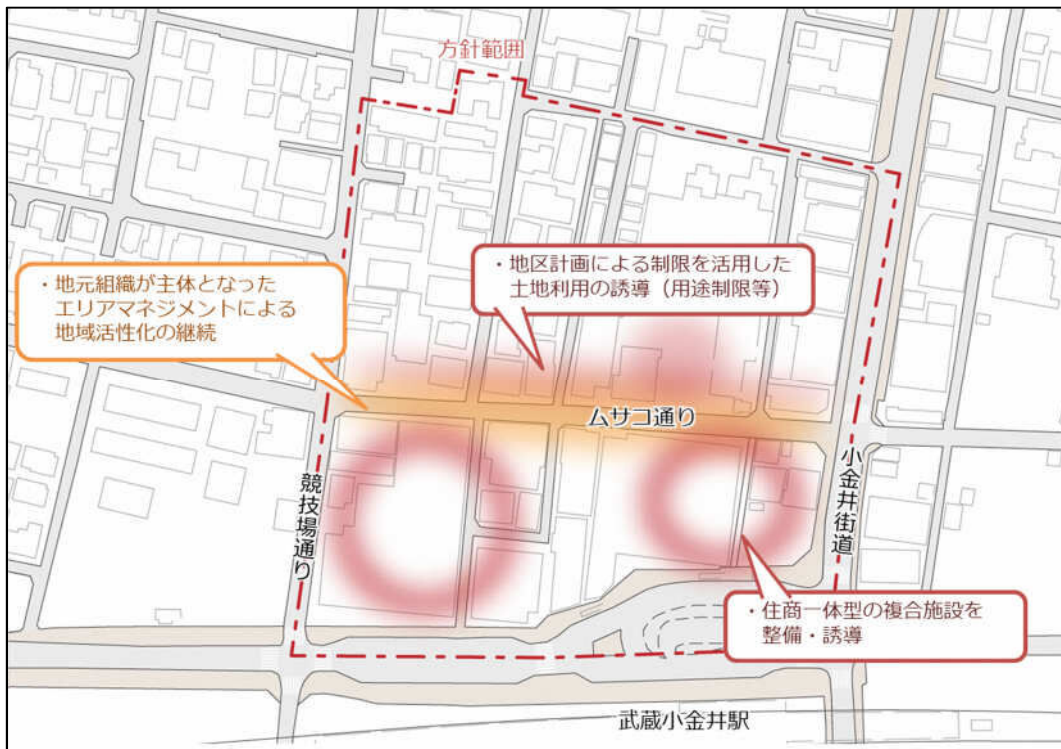 方針範囲
・地区計画による制限を活用した
土地利用の誘導（用途制限等）
・地元組織が主体となった
エリアマネジメントによる
地域活性化の継続
ムサコ通り
小金井街道
競技場通り
・住商一体型の複合施設を
整備・誘導
武蔵小金井駅